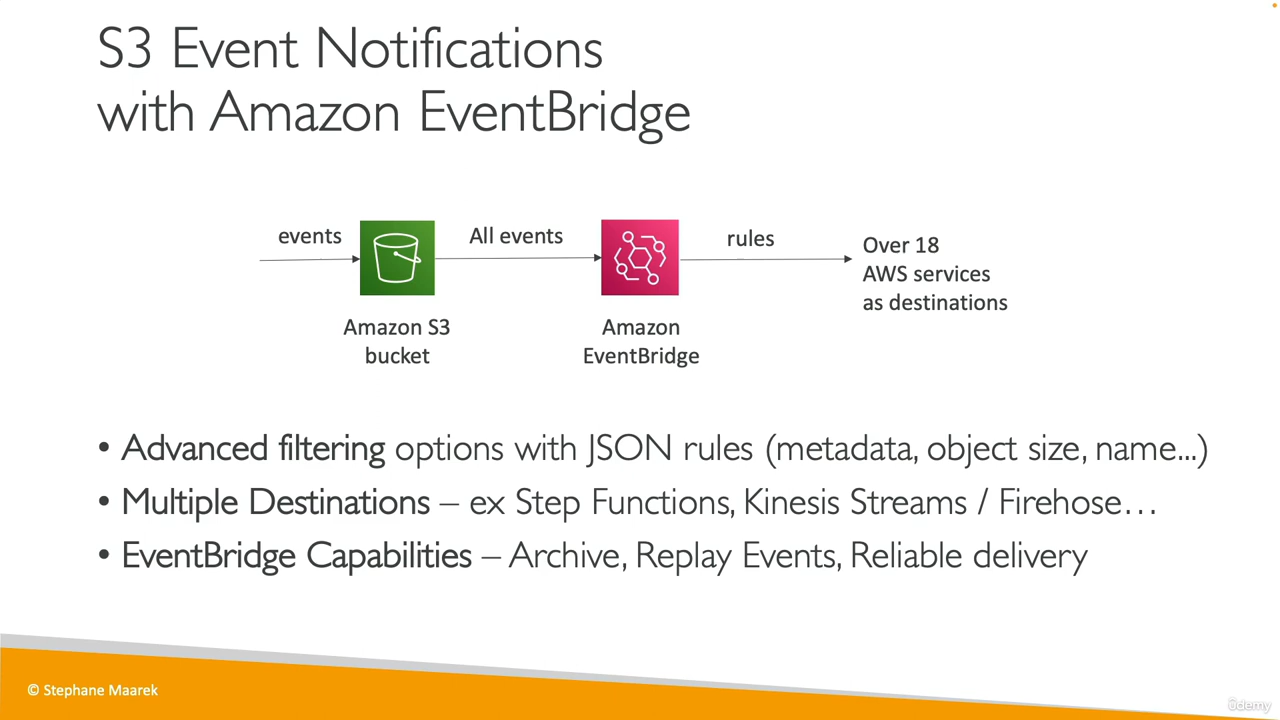 S3 Event Notifications
with Amazon EventBridge
events
All events
rules
Over 18
AWS services
as destinations
Amazon S3
bucket
Amazon
EventBridge
• Advanced filtering options with JSON rules (metadata, object size, name...)
• Multiple Destinations – ex Step Functions, Kinesis Streams / Firehose…
• EventBridge Capabilities – Archive, Replay Events, Reliable delivery
© Stephane Maarek
ûdemy